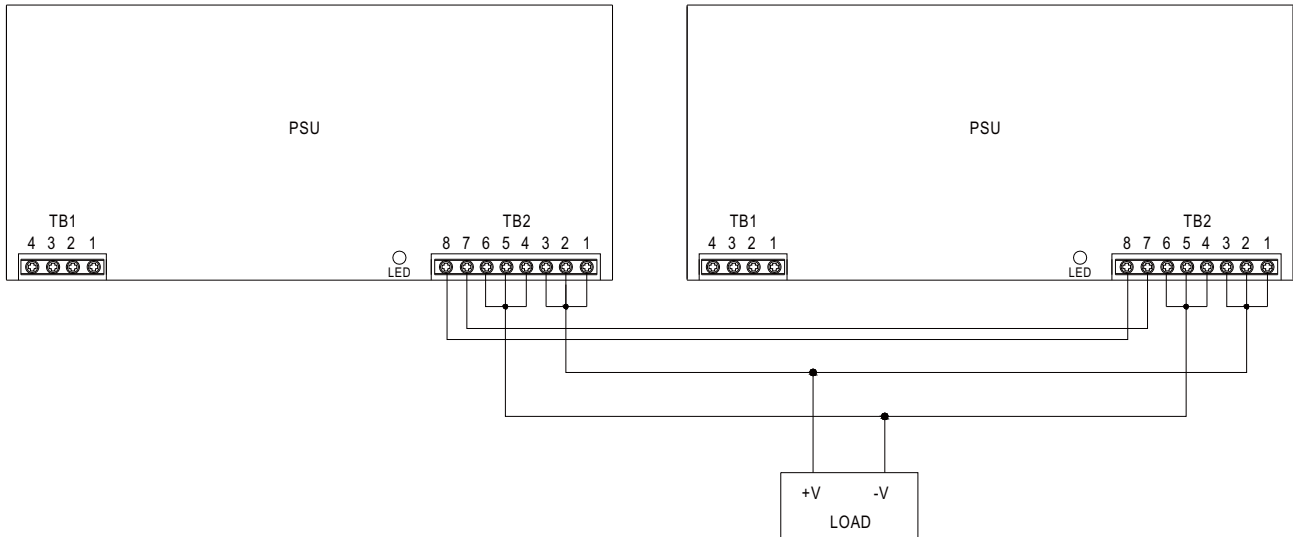 PSU PSU
TB1 TB2 TB1 TB2
4 3 2 1 8 7 6 5 4 3 2 1 4 3 2 1 8 7 6 5 4 3 2 1
LED LED
+V -V
LOAD